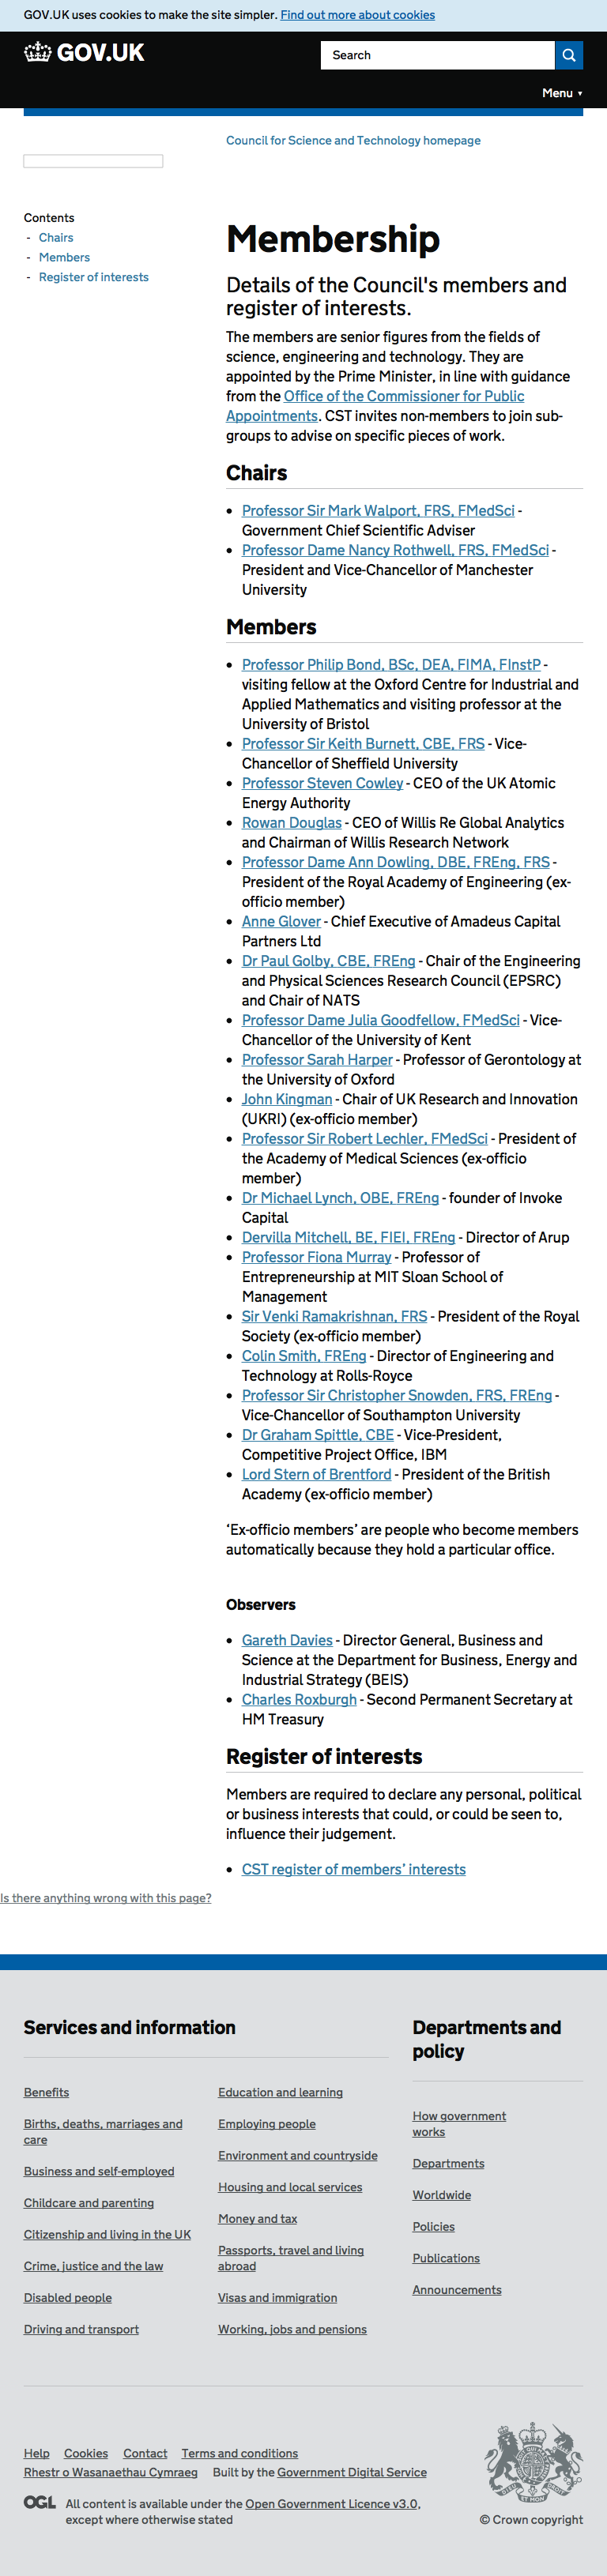 GOV.UK uses cookies to make the site simpler. Find out more about cookies
GOV.UK
Search
Menu ▼
Council for Science and Technology homepage
Contents
- Chairs
- Members
- Register of interests
Membership
Details of the Council's members and
register of interests.
The members are senior figures from the fields of
science, engineering and technology. They are
appointed by the Prime Minister, in line with guidance
from the Office of the Commissioner for Public
Appointments. CST invites non-members to join sub-
groups to advise on specific pieces of work.
Chairs
• Professor Sir Mark Walport, FRS, FMedSci -
Government Chief Scientific Adviser
• Professor Dame Nancy Rothwell, FRS, FMedSci -
President and Vice-Chancellor of Manchester
University
Members
• Professor Philip Bond, BSc, DEA, FIMA, FInstP -
visiting fellow at the Oxford Centre for Industrial and
Applied Mathematics and visiting professor at the
University of Bristol
• Professor Sir Keith Burnett, CBE, FRS - Vice-
Chancellor of Sheffield University
• Professor Steven Cowley - CEO of the UK Atomic
Energy Authority
• Rowan Douglas - CEO of Willis Re Global Analytics
and Chairman of Willis Research Network
• Professor Dame Ann Dowling, DBE, FREng, FRS -
President of the Royal Academy of Engineering (ex-
officio member)
• Anne Glover - Chief Executive of Amadeus Capital
Partners Ltd
• Dr Paul Golby, CBE, FREng - Chair of the Engineering
and Physical Sciences Research Council (EPSRC)
and Chair of NATS
• Professor Dame Julia Goodfellow, FMedSci - Vice-
Chancellor of the University of Kent
• Professor Sarah Harper - Professor of Gerontology at
the University of Oxford
• John Kingman - Chair of UK Research and Innovation
(UKRI) (ex-officio member)
• Professor Sir Robert Lechler, FMedSci - President of
the Academy of Medical Sciences (ex-officio
member)
• Dr Michael Lynch, OBE, FREng - founder of Invoke
Capital
• Dervilla Mitchell, BE, FIEI, FREng - Director of Arup
• Professor Fiona Murray - Professor of
Entrepreneurship at MIT Sloan School of
Management
• Sir Venki Ramakrishnan, FRS - President of the Royal
Society (ex-officio member)
• Colin Smith, FREng - Director of Engineering and
Technology at Rolls-Royce
• Professor Sir Christopher Snowden, FRS, FREng -
Vice-Chancellor of Southampton University
• Dr Graham Spittle, CBE - Vice-President,
Competitive Project Office, IBM
• Lord Stern of Brentford - President of the British
Academy (ex-officio member)
‘Ex-officio members’ are people who become members
automatically because they hold a particular office.
Observers
• Gareth Davies - Director General, Business and
Science at the Department for Business, Energy and
Industrial Strategy (BEIS)
• Charles Roxburgh - Second Permanent Secretary at
HM Treasury
Register of interests
Members are required to declare any personal, political
or business interests that could, or could be seen to,
influence their judgement.
• CST register of members’ interests
Is there anything wrong with this page?
Services and information
Benefits
Births, deaths, marriages and
care
Business and self-employed
Childcare and parenting
Citizenship and living in the UK
Crime, justice and the law
Disabled people
Driving and transport
Education and learning
Employing people
Environment and countryside
Housing and local services
Money and tax
Passports, travel and living
abroad
Visas and immigration
Working, jobs and pensions
Departments and
policy
How government
works
Departments
Worldwide
Policies
Publications
Announcements
Help Cookies Contact Terms and conditions
Rhestr o Wasanaethau Cymraeg Built by the Government Digital Service
OGL All content is available under the Open Government Licence v3.0,
except where otherwise stated
© Crown copyright